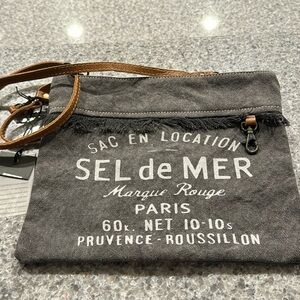 SAC EN LOCATION
SEL de MER
Marque Rouge
PARIS
60K. NET 10-10s
PRUVENCE-ROUSSILLON